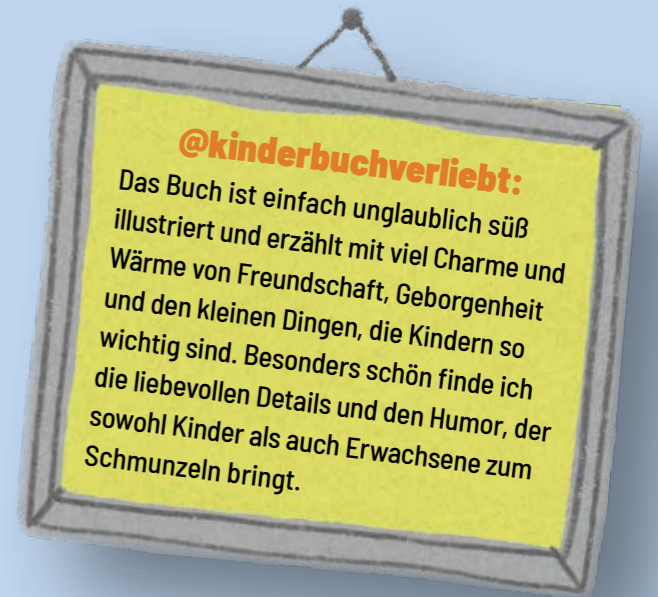 @kinderbuchverliebt:
Das Buch ist einfach unglaublich süß
illustriert und erzählt mit viel Charme und
Wärme von Freundschaft, Geborgenheit
und den kleinen Dingen, die Kindern so
wichtig sind. Besonders schön finde ich
die liebevollen Details und den Humor, der
sowohl Kinder als auch Erwachsene zum
Schmunzeln bringt.